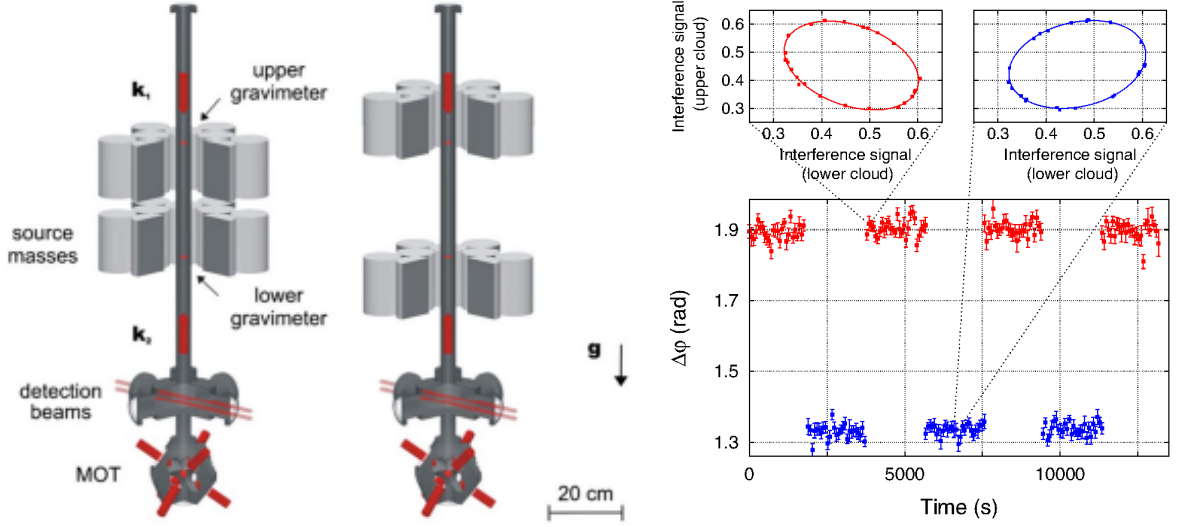 k₁
upper
gravimeter
source
masses
lower
gravimeter
k₂
detection
beams
MOT
g
20 cm
Interference signal
(upper cloud)
0.6
0.5
0.4
0.3
0.3 0.4 0.5 0.6
Interference signal
(lower cloud)
0.3 0.4 0.5 0.6
Interference signal
(lower cloud)
Δφ (rad)
1.9
1.7
1.5
1.3
0 5000 10000
Time (s)